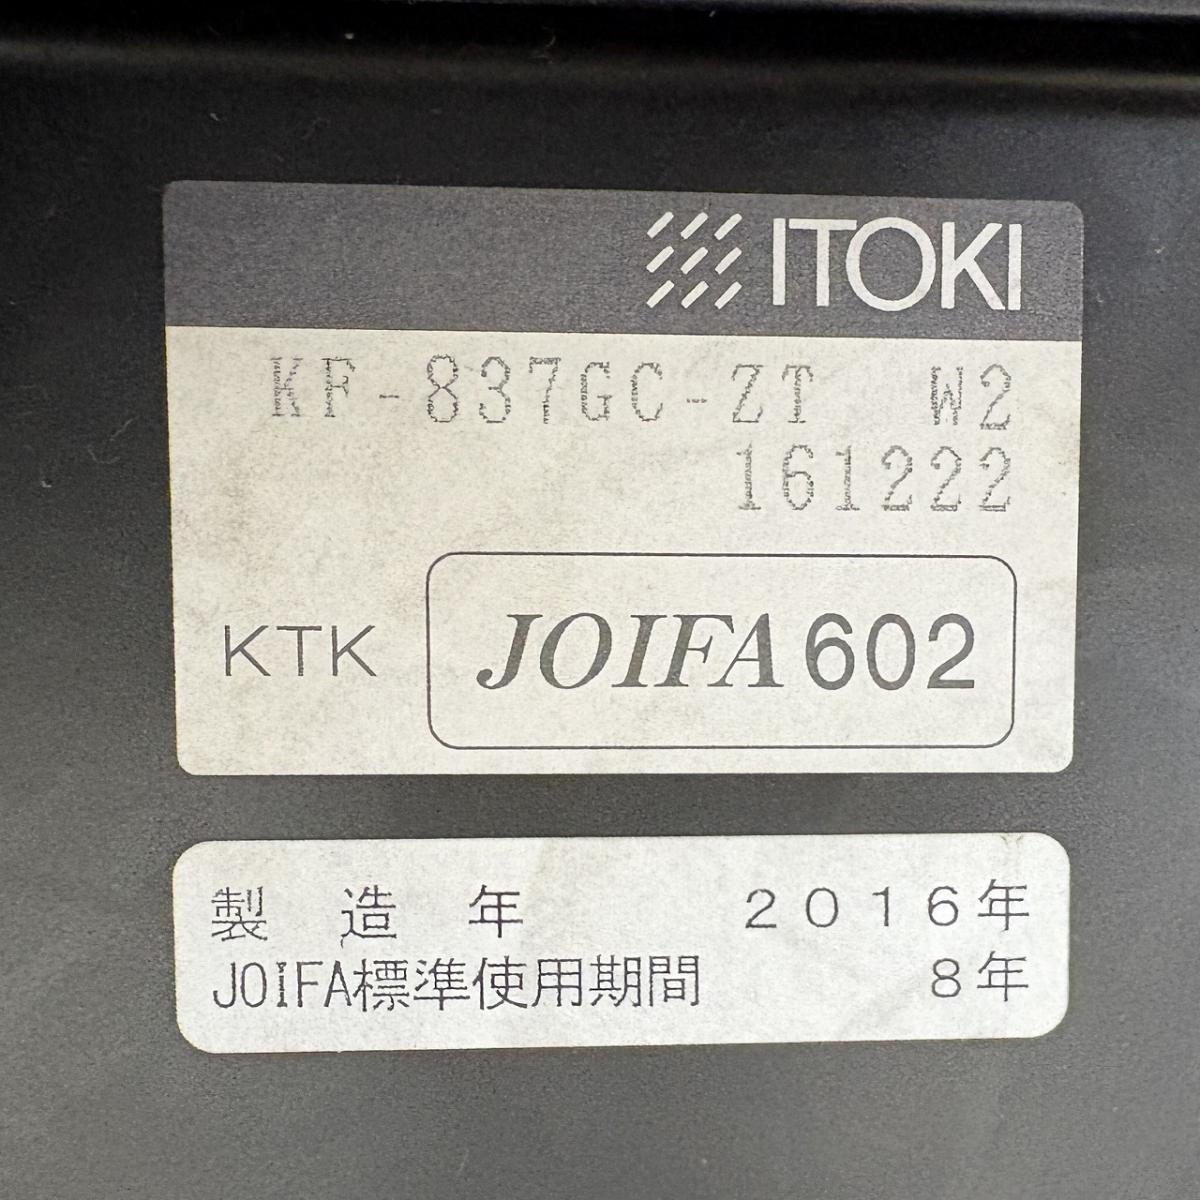 ITOKI
KF-837GC-ZT W2
161222
KTK JOIFA602
製造年 2016年
JOIFA標準使用期間 8年